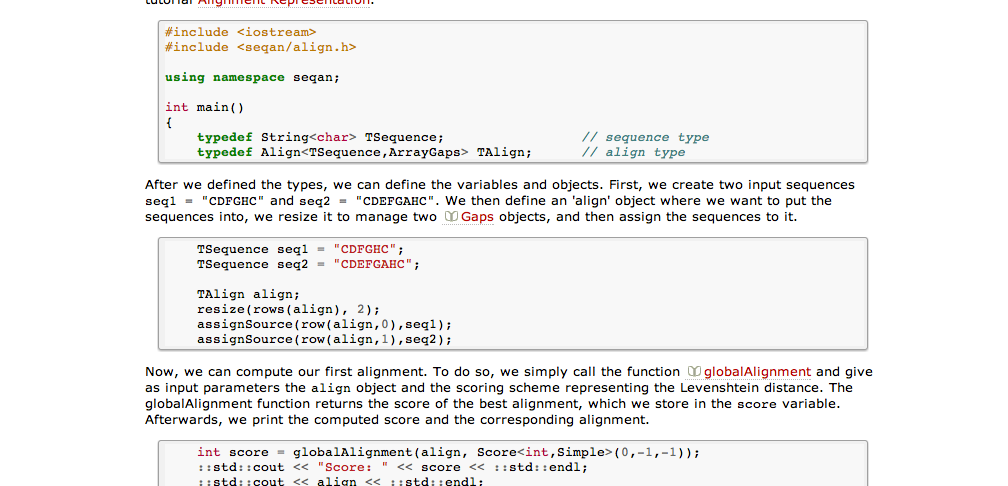 tutorial Alignment Representation.
#include <iostream>
#include <seqan/align.h>
using namespace seqan;
int main()
{
    typedef String<char> TSequence;                 // sequence type
    typedef Align<TSequence,ArrayGaps> TAlign;      // align type
After we defined the types, we can define the variables and objects. First, we create two input sequences
seq1 = "CDFGHC" and seq2 = "CDEFGAHC". We then define an 'align' object where we want to put the
sequences into, we resize it to manage two Gaps objects, and then assign the sequences to it.
    TSequence seq1 = "CDFGHC";
    TSequence seq2 = "CDEFGAHC";
    TAlign align;
    resize(rows(align), 2);
    assignSource(row(align,0),seq1);
    assignSource(row(align,1),seq2);
Now, we can compute our first alignment. To do so, we simply call the function globalAlignment and give
as input parameters the align object and the scoring scheme representing the Levenshtein distance. The
globalAlignment function returns the score of the best alignment, which we store in the score variable.
Afterwards, we print the computed score and the corresponding alignment.
    int score = globalAlignment(align, Score<int,Simple>(0,-1,-1));
    ::std::cout << "Score: " << score << ::std::endl;
    ::std::cout << align << ::std::endl;